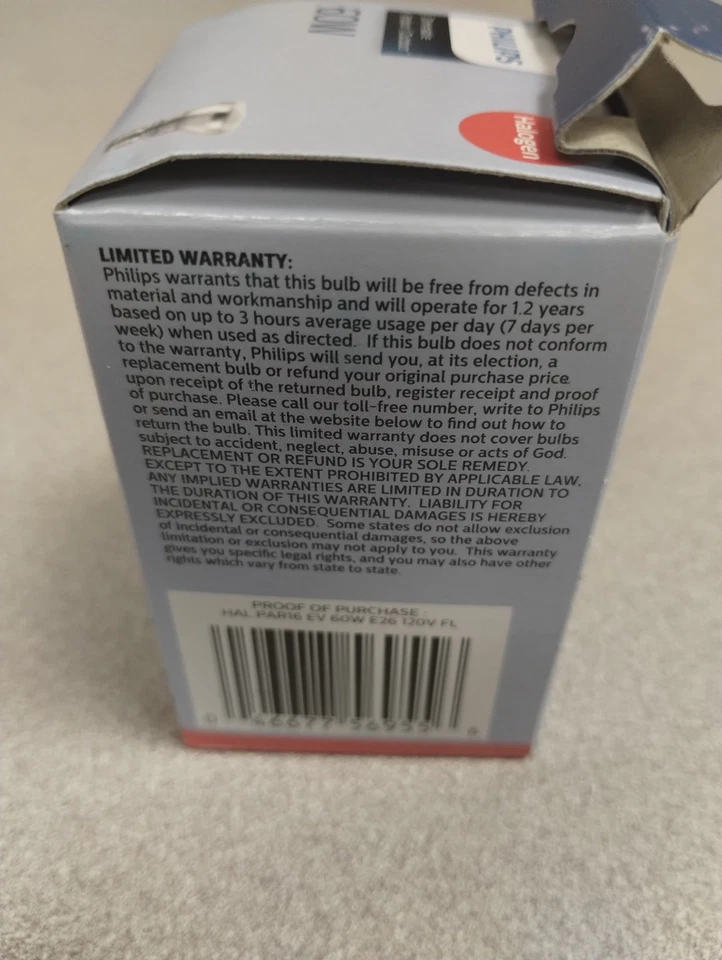 60W
PHILIPS
Halogen
LIMITED WARRANTY:
Philips warrants that this bulb will be free from defects in
material and workmanship and will operate for 1.2 years
based on up to 3 hours average usage per day (7 days per
week) when used as directed. If this bulb does not conform
to the warranty, Philips will send you, at its election, a
replacement bulb or refund your original purchase price
upon receipt of the returned bulb, register receipt and proof
of purchase. Please call our toll-free number, write to Philips
or send an email at the website below to find out how to
return the bulb. This limited warranty does not cover bulbs
subject to accident, neglect, abuse, misuse or acts of God.
REPLACEMENT OR REFUND IS YOUR SOLE REMEDY.
EXCEPT TO THE EXTENT PROHIBITED BY APPLICABLE LAW,
ANY IMPLIED WARRANTIES ARE LIMITED IN DURATION TO
THE DURATION OF THIS WARRANTY. LIABILITY FOR
INCIDENTAL OR CONSEQUENTIAL DAMAGES IS HEREBY
EXPRESSLY EXCLUDED. Some states do not allow exclusion
of incidental or consequential damages, so the above
limitation or exclusion may not apply to you. This warranty
gives you specific legal rights, and you may also have other
rights which vary from state to state.
PROOF OF PURCHASE :
HAL PAR16 EV 60W E26 120V FL
0 46677 56955